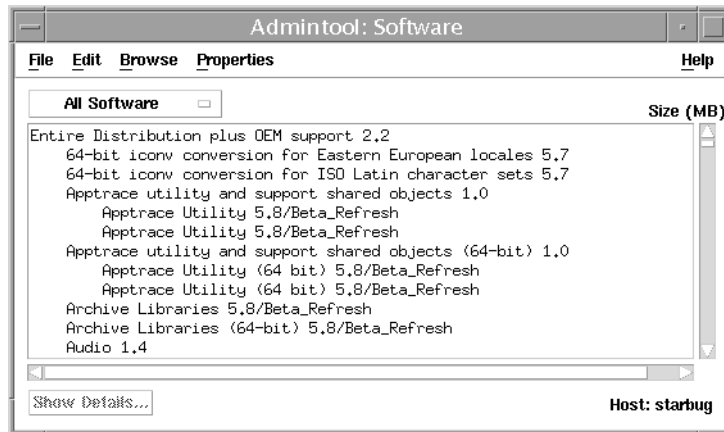 Admintool: Software
File Edit Browse Properties Help
All Software
Size (MB)
Entire Distribution plus OEM support 2.2
64-bit iconv conversion for Eastern European locales 5.7
64-bit iconv conversion for ISO Latin character sets 5.7
Apptrace utility and support shared objects 1.0
Apptrace Utility 5.8/Beta_Refresh
Apptrace Utility 5.8/Beta_Refresh
Apptrace utility and support shared objects (64-bit) 1.0
Apptrace Utility (64 bit) 5.8/Beta_Refresh
Apptrace Utility (64 bit) 5.8/Beta_Refresh
Archive Libraries 5.8/Beta_Refresh
Archive Libraries (64-bit) 5.8/Beta_Refresh
Audio 1.4
Show Details...
Host: starbug